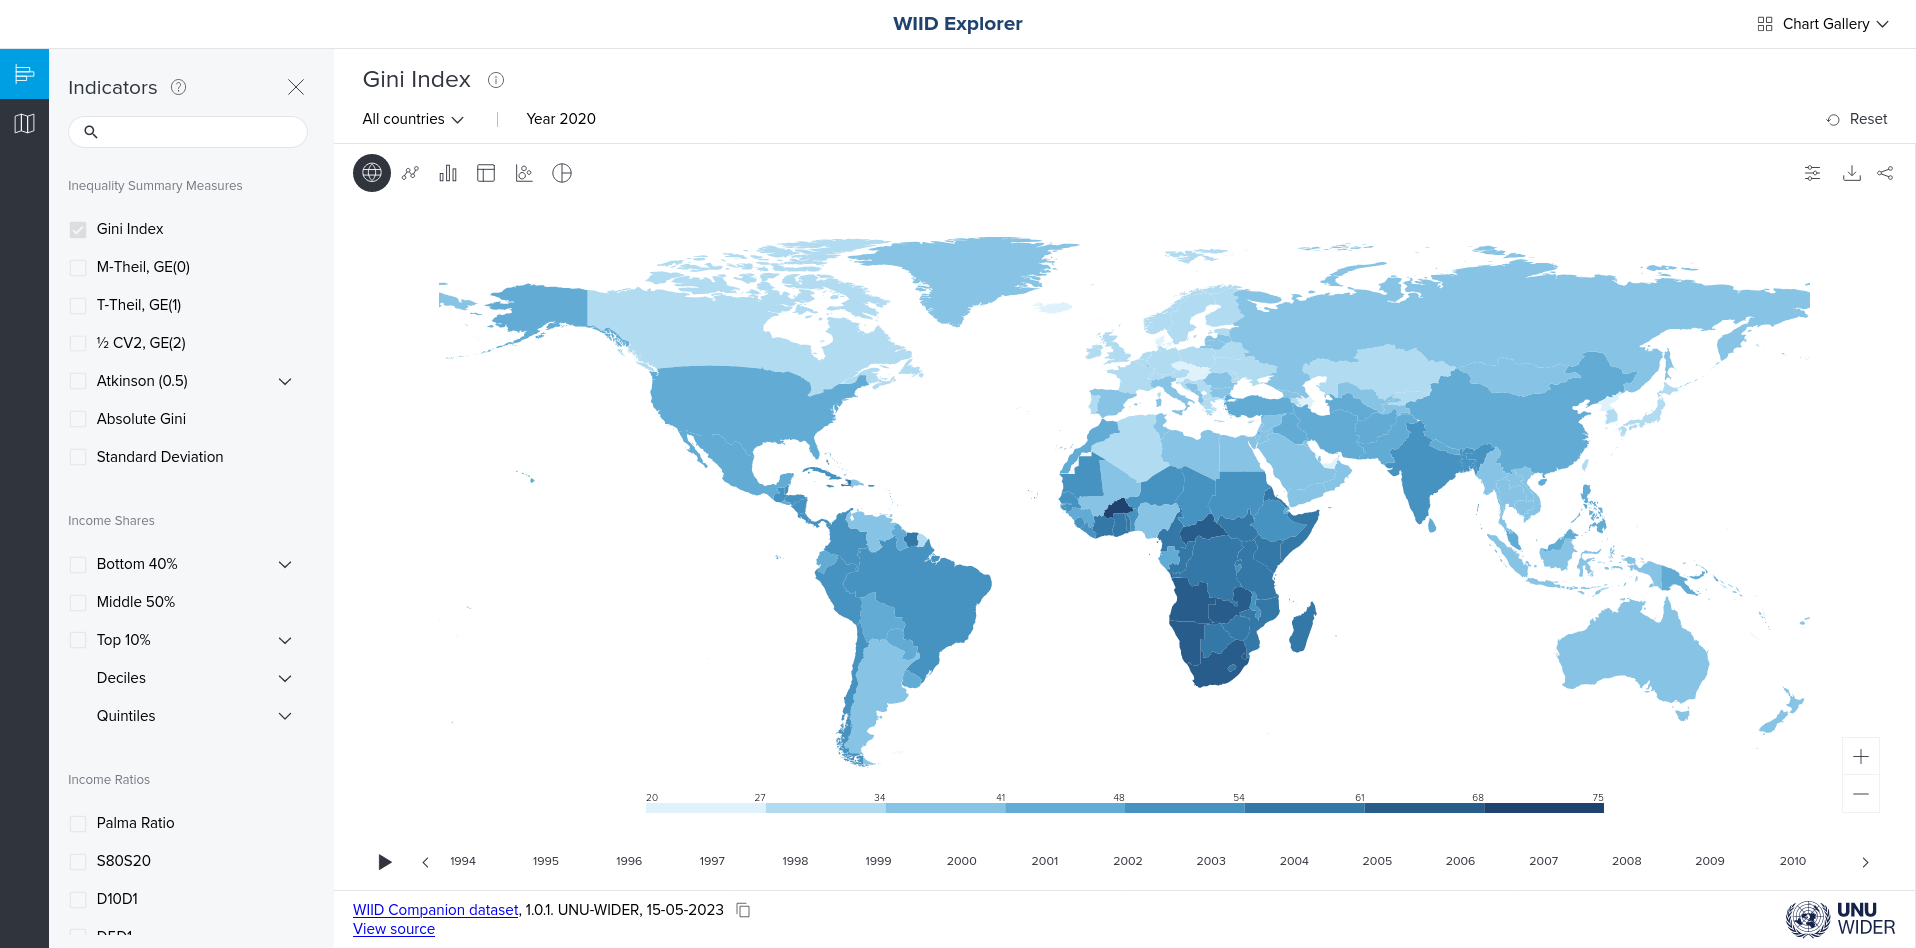 WIID Explorer
Chart Gallery
Indicators
Inequality Summary Measures
Gini Index
M-Theil, GE(0)
T-Theil, GE(1)
½ CV2, GE(2)
Atkinson (0.5)
Absolute Gini
Standard Deviation
Income Shares
Bottom 40%
Middle 50%
Top 10%
Deciles
Quintiles
Income Ratios
Palma Ratio
S80S20
D10D1
Gini Index
All countries
Year 2020
Reset
20 27 34 41 48 54 61 68 75
1994 1995 1996 1997 1998 1999 2000 2001 2002 2003 2004 2005 2006 2007 2008 2009 2010
WIID Companion dataset, 1.0.1. UNU-WIDER, 15-05-2023
View source
UNU
WIDER